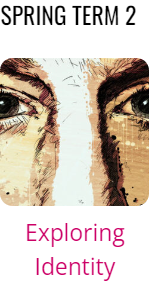 SPRING TERM 2
Exploring
Identity